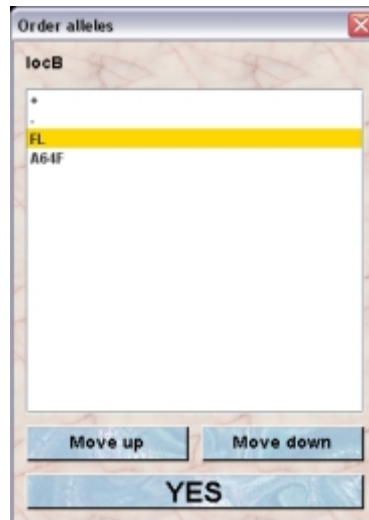 Order alleles
locB
+
-
FL
A64F
Move up Move down
YES